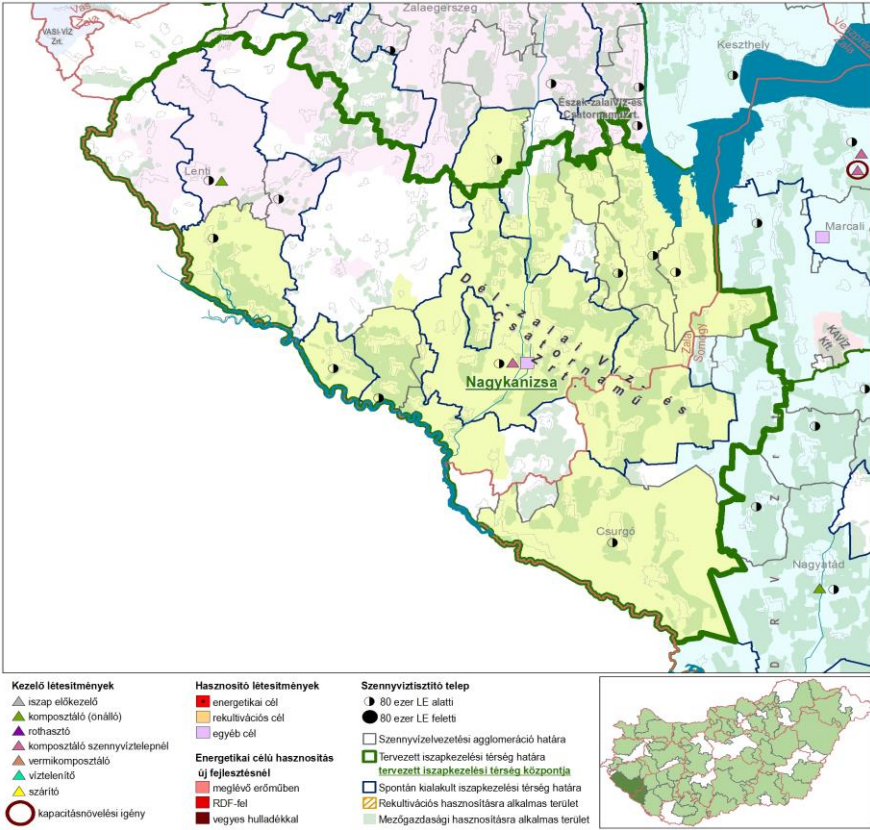 Zalaegerszeg
VASI-VÍZ
Zrt.
Keszthely
Veszprém
Zala
Észak-zalai Víz- és
Csatornamű Zrt.
Lenti
Marcali
KAVÍZ
Kft.
Dél-zalai Víz- és
Csatornamű
Zrt.
Zala
Somogy
Nagykanizsa
Csurgó
Nagyatád
DRV Zrt.
Kezelő létesítmények
iszap előkezelő
komposztáló (önálló)
rothasztó
komposztáló szennyvíztelepnél
vermikomposztáló
víztelenítő
szárító
kapacitásnövelési igény
Hasznosító létesítmények
energetikai cél
rekultivációs cél
egyéb cél
Energetikai célú hasznosítás
új fejlesztésnél
meglévő erőműben
RDF-fel
vegyes hulladékkal
Szennyvíztisztító telep
80 ezer LE alatti
80 ezer LE feletti
Szennyvízelvezetési agglomeráció határa
Tervezett iszapkezelési térség határa
tervezett iszapkezelési térség központja
Spontán kialakult iszapkezelési térség határa
Rekultivációs hasznosításra alkalmas terület
Mezőgazdasági hasznosításra alkalmas terület